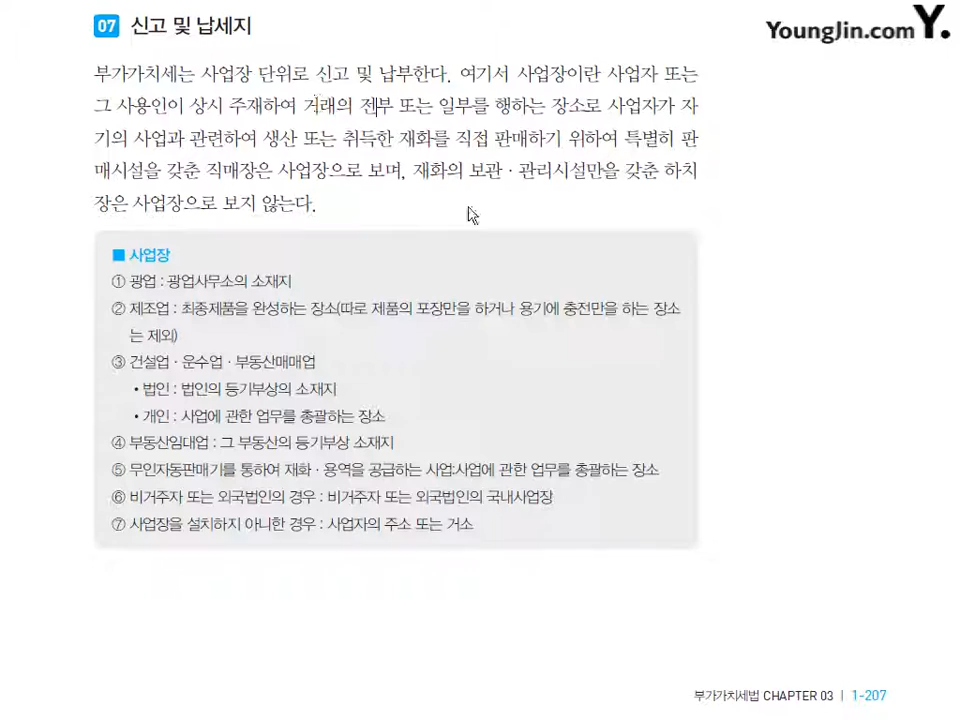 07 신고 및 납세지
YoungJin.com Y.
부가가치세는 사업장 단위로 신고 및 납부한다. 여기서 사업장이란 사업자 또는
그 사용인이 상시 주재하여 거래의 전부 또는 일부를 행하는 장소로 사업자가 자
기의 사업과 관련하여 생산 또는 취득한 재화를 직접 판매하기 위하여 특별히 판
매시설을 갖춘 직매장은 사업장으로 보며, 재화의 보관 · 관리시설만을 갖춘 하치
장은 사업장으로 보지 않는다.
■ 사업장
① 광업 : 광업사무소의 소재지
② 제조업 : 최종제품을 완성하는 장소(따로 제품의 포장만을 하거나 용기에 충전만을 하는 장소
는 제외)
③ 건설업 · 운수업 · 부동산매매업
• 법인 : 법인의 등기부상의 소재지
• 개인 : 사업에 관한 업무를 총괄하는 장소
④ 부동산임대업 : 그 부동산의 등기부상 소재지
⑤ 무인자동판매기를 통하여 재화 · 용역을 공급하는 사업:사업에 관한 업무를 총괄하는 장소
⑥ 비거주자 또는 외국법인의 경우 : 비거주자 또는 외국법인의 국내사업장
⑦ 사업장을 설치하지 아니한 경우 : 사업자의 주소 또는 거소
부가가치세법 CHAPTER 03 | 1-207